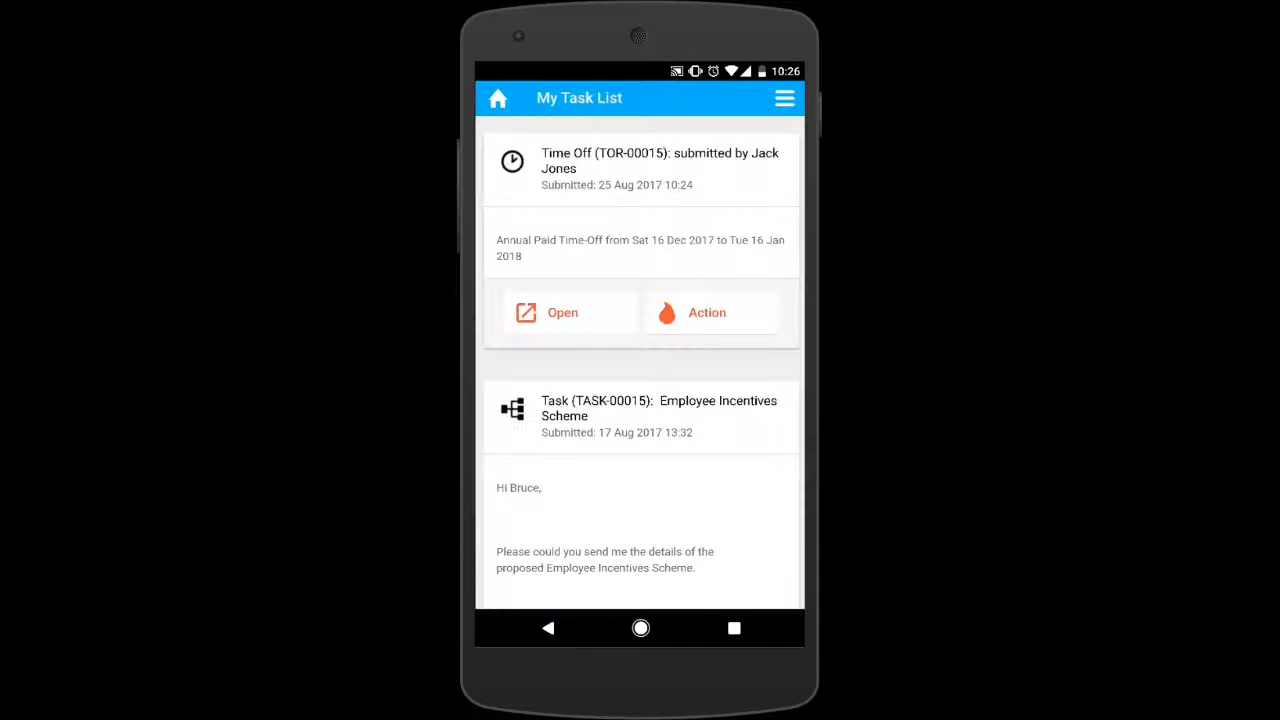 10:26
My Task List
Time Off (TOR-00015): submitted by Jack
Jones
Submitted: 25 Aug 2017 10:24
Annual Paid Time-Off from Sat 16 Dec 2017 to Tue 16 Jan
2018
Open
Action
Task (TASK-00015):  Employee Incentives
Scheme
Submitted: 17 Aug 2017 13:32
Hi Bruce,
Please could you send me the details of the
proposed Employee Incentives Scheme.